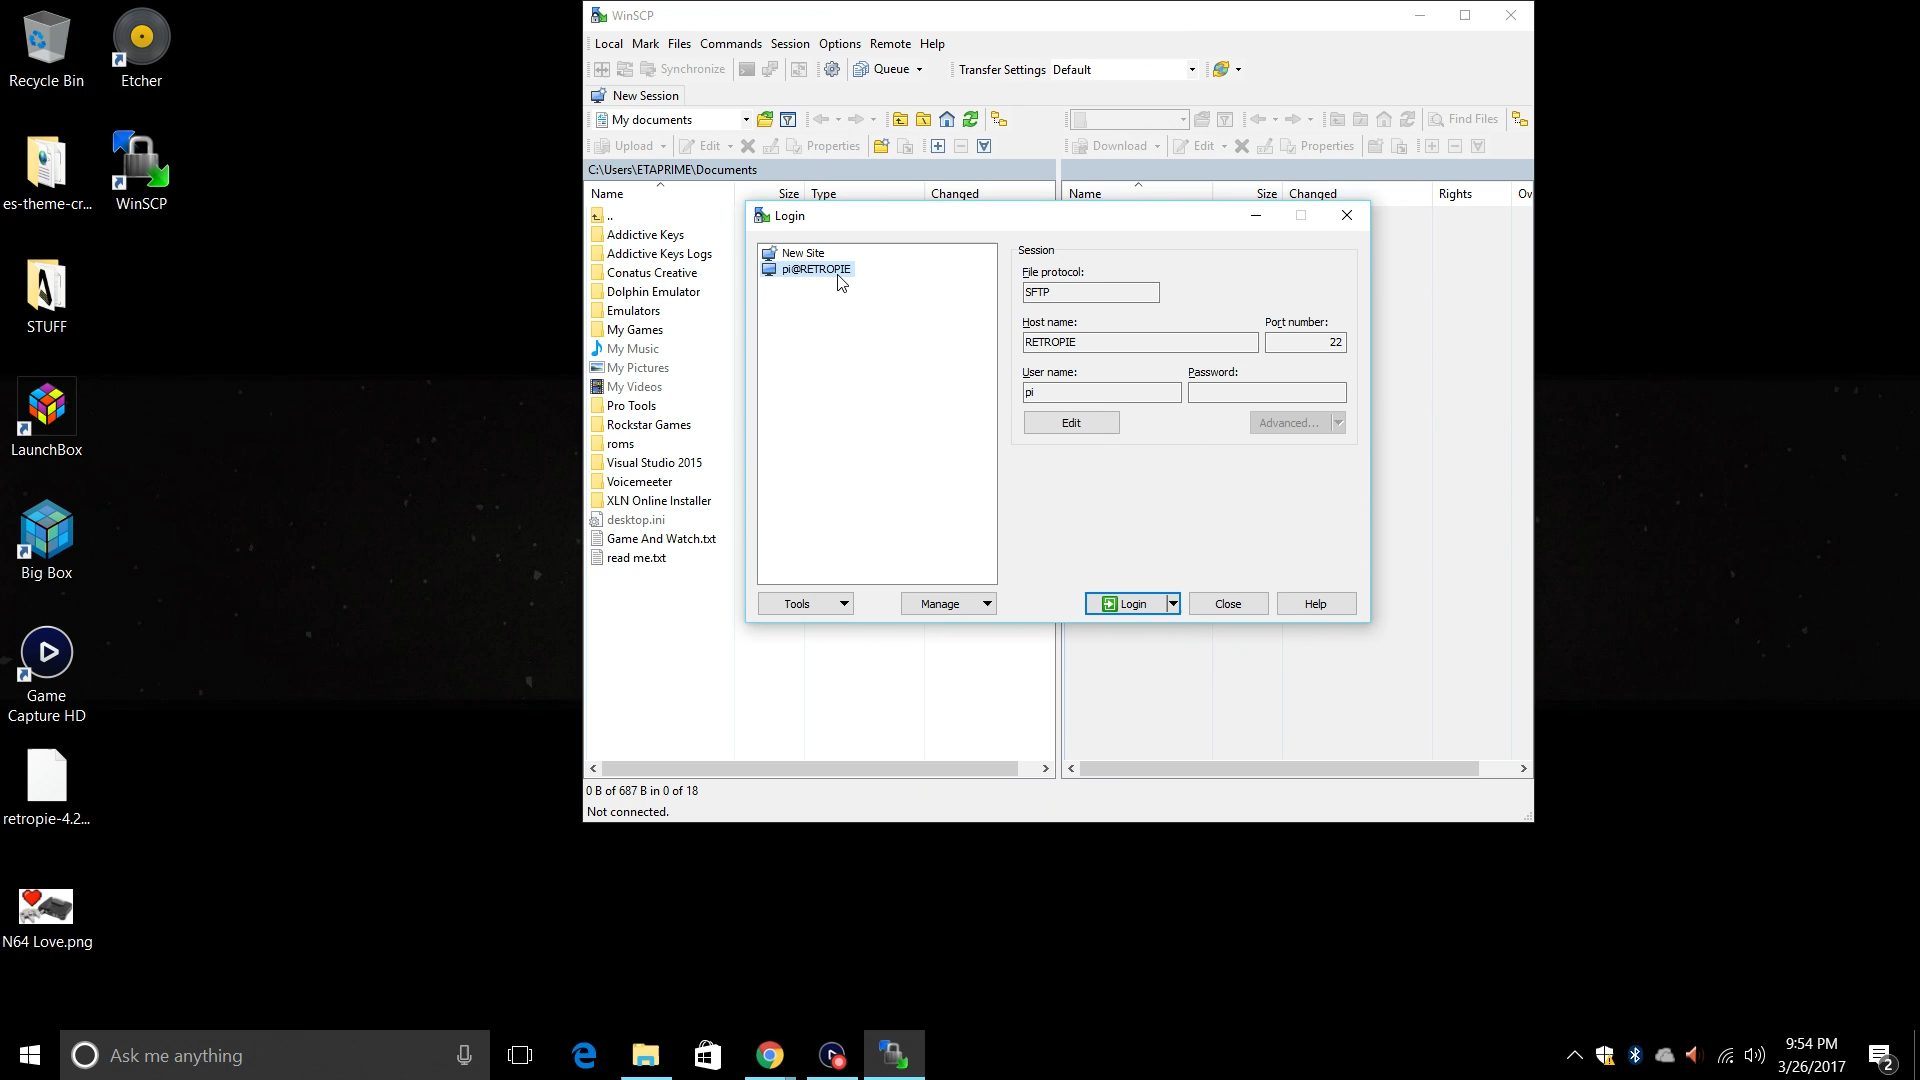 Recycle Bin
Etcher
es-theme-cr...
WinSCP
STUFF
LaunchBox
Big Box
Game
Capture HD
retropie-4.2...
N64 Love.png
WinSCP
Local Mark Files Commands Session Options Remote Help
Synchronize Queue Transfer Settings Default
New Session
My documents Find Files
Upload Edit Properties Download Edit Properties
C:\Users\ETAPRIME\Documents
Name Size Type Changed Name Size Changed Rights Ow
..
Addictive Keys
Addictive Keys Logs
Conatus Creative
Dolphin Emulator
Emulators
My Games
My Music
My Pictures
My Videos
Pro Tools
Rockstar Games
roms
Visual Studio 2015
Voicemeeter
XLN Online Installer
desktop.ini
Game And Watch.txt
read me.txt
Login
New Site
pi@RETROPIE
Session
File protocol:
SFTP
Host name: Port number:
RETROPIE 22
User name: Password:
pi
Edit Advanced...
Tools Manage Login Close Help
0 B of 687 B in 0 of 18
Not connected.
Ask me anything
9:54 PM
3/26/2017
2